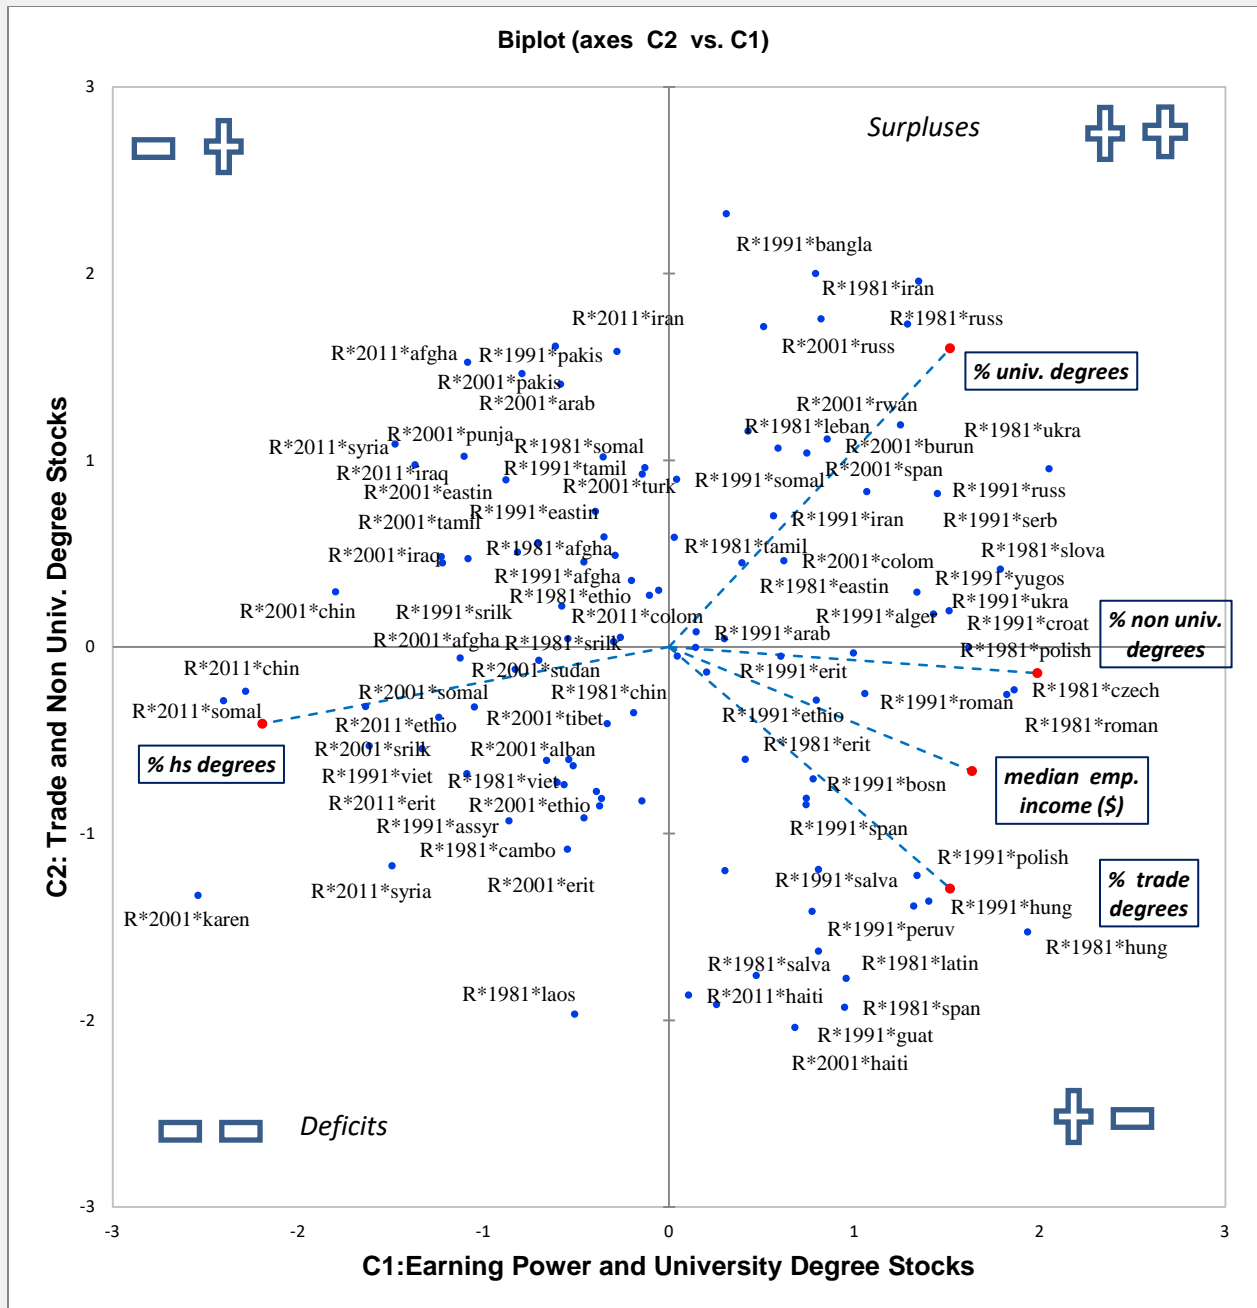 Biplot (axes C2 vs. C1)
3
Surpluses
R*1991*bangla
2
R*1981*iran
R*2011*iran
R*1981*russ
R*2011*afgha
R*1991*pakis
R*2001*russ
% univ. degrees
R*2001*pakis
R*2001*arab
R*2001*rwan
R*1981*leban
R*1981*ukra
R*2001*punja
R*2011*syria
R*1981*somal
R*2001*burun
1
R*2011*iraq
R*1991*tamil
R*2001*span
R*2001*eastin
R*2001*turk
R*1991*somal
R*1991*russ
R*2001*tamil
R*1991*eastin
R*1991*iran
R*1991*serb
R*2001*iraq
R*1981*afgha
R*1981*tamil
R*2001*colom
R*1981*slova
R*1991*afgha
R*1981*eastin
R*1991*yugos
R*2001*chin
R*1991*srilk
R*1981*ethio
R*2011*colom
R*1991*alger
R*1991*ukra
R*1991*croat
% non univ.
degrees
0
R*2001*afgha
R*1981*srilk
R*1991*arab
R*1981*polish
R*2011*chin
R*2001*sudan
R*1991*erit
R*1981*czech
R*2011*somal
R*2001*somal
R*1981*chin
R*1991*roman
R*2011*ethio
R*2001*tibet
R*1991*ethio
R*1981*roman
% hs degrees
R*2001*srilk
R*2001*alban
R*1981*erit
median emp.
income ($)
R*1991*viet
R*1981*viet
R*1991*bosn
R*2011*erit
R*2001*ethio
R*1991*assyr
R*1991*span
-1
R*1981*cambo
R*1991*polish
% trade
degrees
R*2011*syria
R*2001*erit
R*1991*salva
R*2001*karen
R*1991*hung
R*1991*peruv
R*1981*hung
R*1981*salva
R*1981*latin
R*1981*laos
R*2011*haiti
R*1981*span
-2
R*1991*guat
R*2001*haiti
Deficits
-3
-3
-2
-1
0
1
2
3
C2: Trade and Non Univ. Degree Stocks
C1:Earning Power and University Degree Stocks